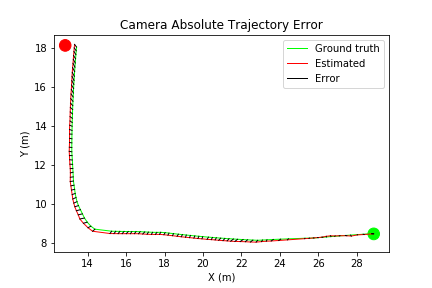 Camera Absolute Trajectory Error
Ground truth
Estimated
Error
18
16
14
12
10
8
Y (m)
14 16 18 20 22 24 26 28
X (m)